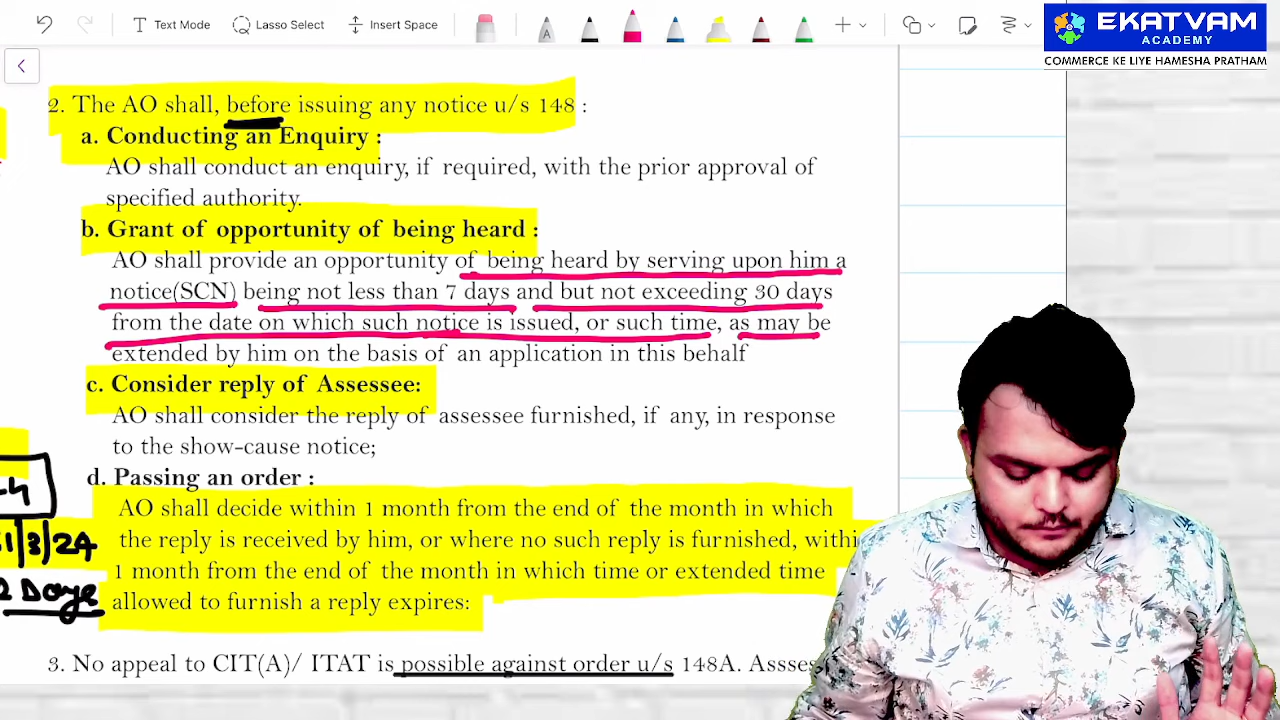 Text Mode
Lasso Select
Insert Space
A
EKATVAM
ACADEMY
COMMERCE KE LIYE HAMESHA PRATHAM
2. The AO shall, before issuing any notice u/s 148 :
a. Conducting an Enquiry :
AO shall conduct an enquiry, if required, with the prior approval of
specified authority.
b. Grant of opportunity of being heard :
AO shall provide an opportunity of being heard by serving upon him a
notice(SCN) being not less than 7 days and but not exceeding 30 days
from the date on which such notice is issued, or such time, as may be
extended by him on the basis of an application in this behalf
c. Consider reply of Assessee:
AO shall consider the reply of assessee furnished, if any, in response
to the show-cause notice;
d. Passing an order :
AO shall decide within 1 month from the end of the month in which
the reply is received by him, or where no such reply is furnished, withi
1 month from the end of the month in which time or extended time
allowed to furnish a reply expires:
3. No appeal to CIT(A)/ ITAT is possible against order u/s 148A.
Days